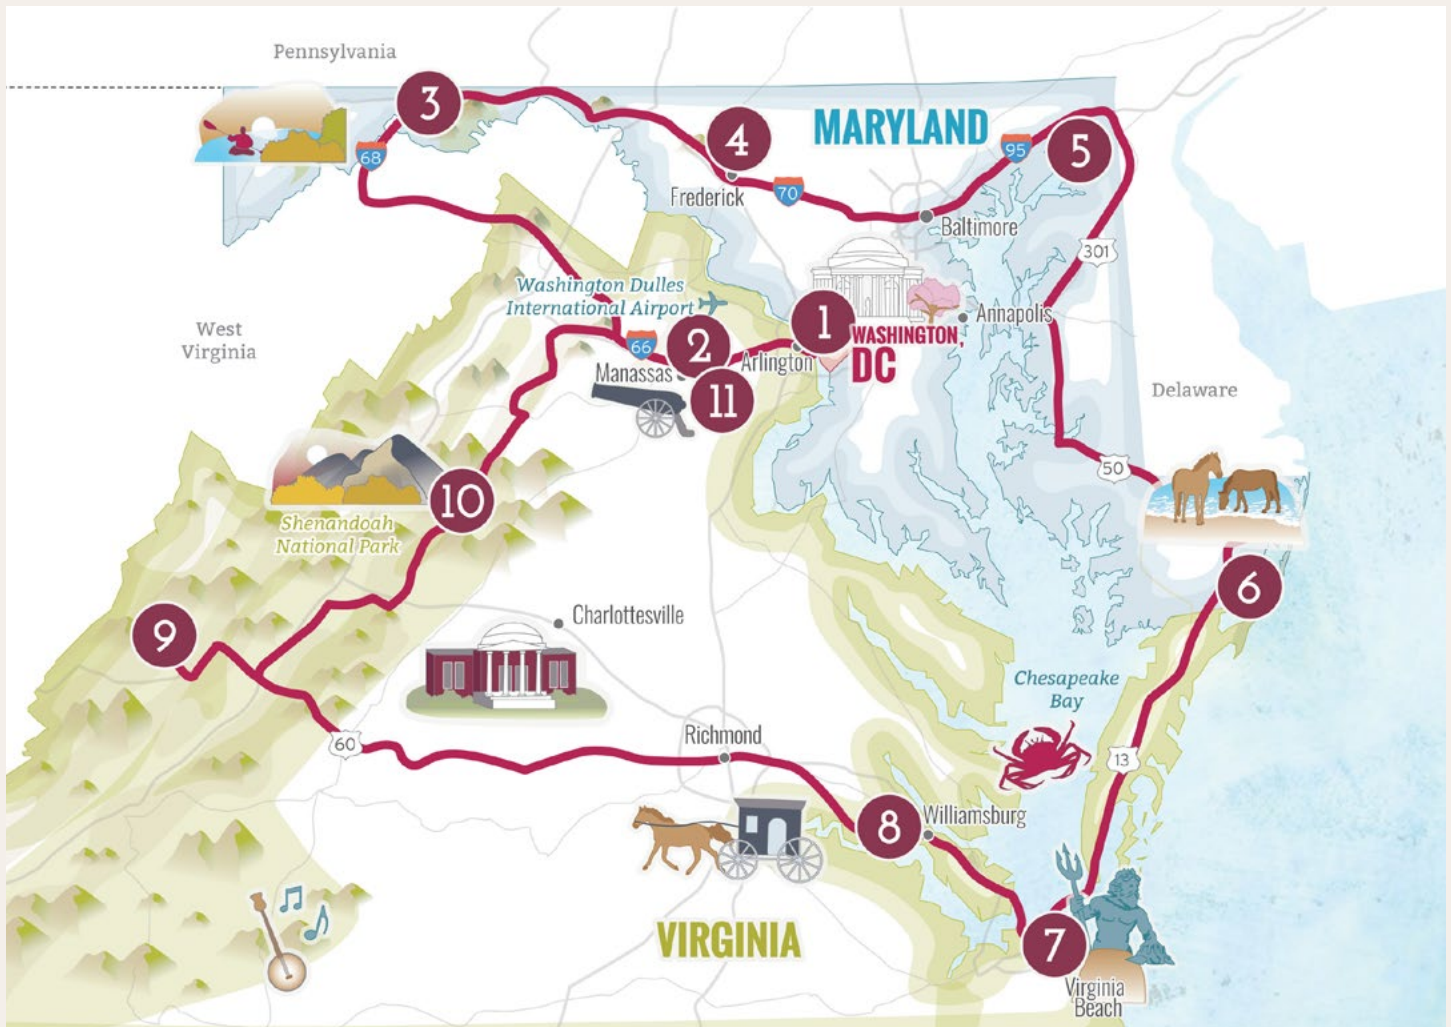 Pennsylvania
3
68
4
Frederick
70
MARYLAND
95
5
Baltimore
301
Washington Dulles
International Airport
West
Virginia
66
2
Manassas
11
Arlington
1
WASHINGTON,
DC
Annapolis
Delaware
50
10
Shenandoah
National Park
6
9
Charlottesville
Chesapeake
Bay
60
Richmond
13
8
Williamsburg
VIRGINIA
7
Virginia
Beach